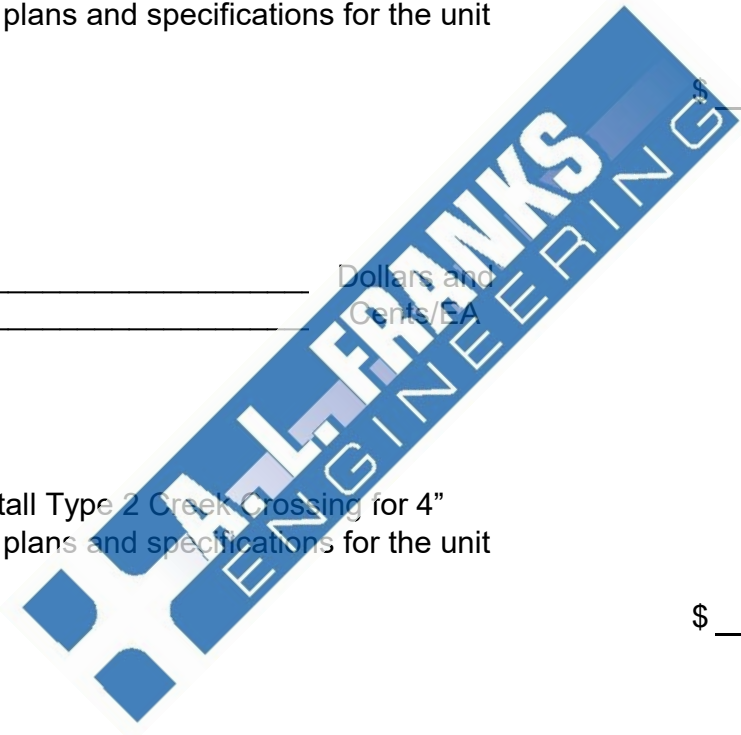 plans and specifications for the unit
$
Dollars and
Cents/EA
A. L. FRANKS
ENGINEERING
tall Type 2 Creek Crossing for 4”
plans and specifications for the unit
$